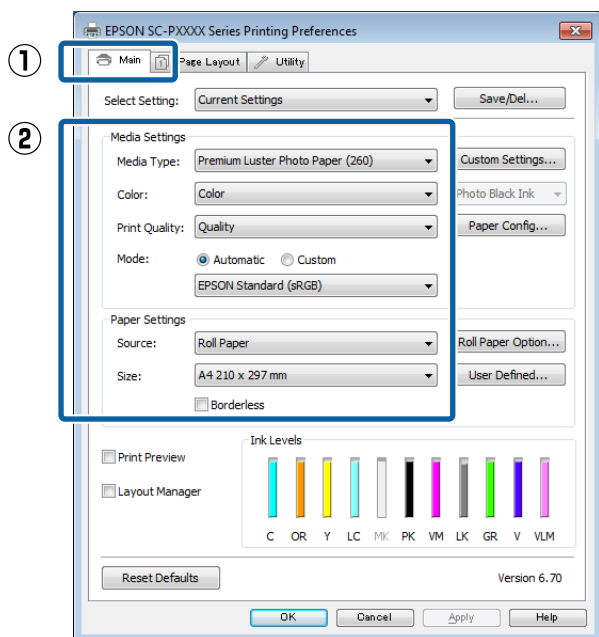 EPSON SC-PXXXX Series Printing Preferences
1 Main Page Layout Utility
Select Setting: Current Settings Save/Del...
2
Media Settings
Media Type: Premium Luster Photo Paper (260) Custom Settings...
Color: Color Photo Black Ink
Print Quality: Quality Paper Config...
Mode: Automatic Custom
EPSON Standard (sRGB)
Paper Settings
Source: Roll Paper Roll Paper Option...
Size: A4 210 x 297 mm User Defined...
Borderless
Ink Levels
Print Preview
Layout Manager
C OR Y LC MK PK VM LK GR V VLM
Reset Defaults Version 6.70
OK Cancel Apply Help